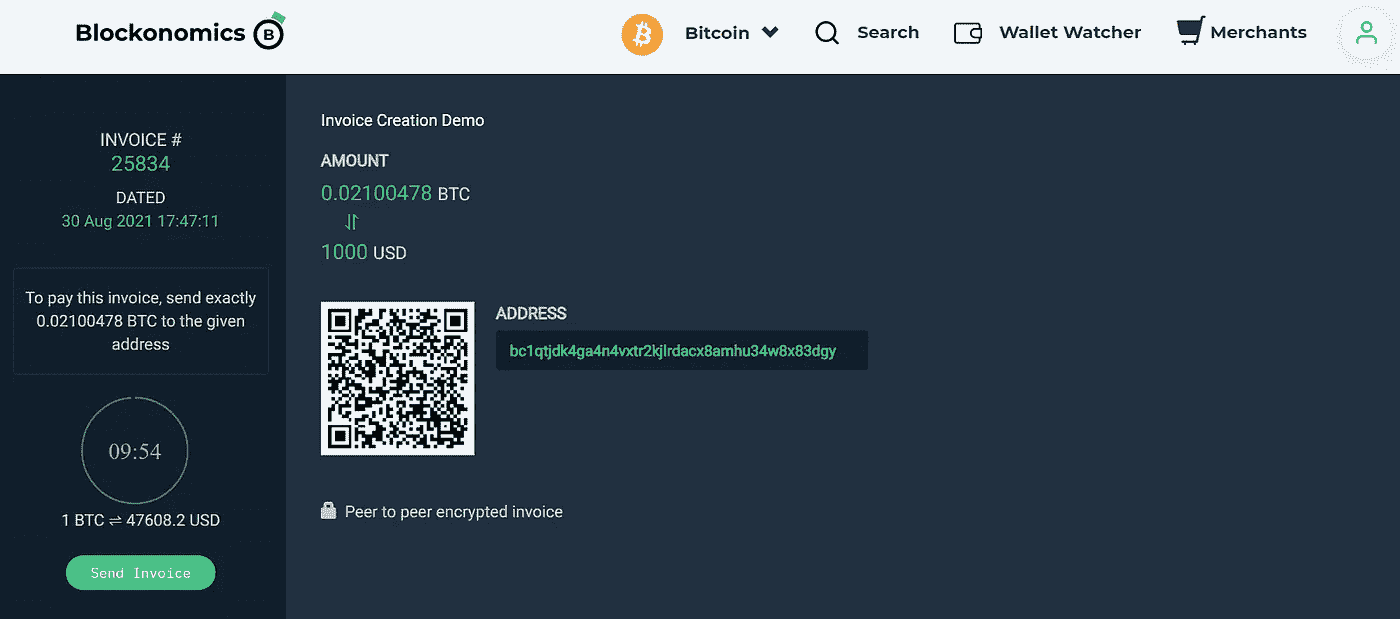 Blockonomics B
Bitcoin Search Wallet Watcher Merchants
INVOICE #
25834
DATED
30 Aug 2021 17:47:11
To pay this invoice, send exactly
0.02100478 BTC to the given
address
09:54
1 BTC ⇌ 47608.2 USD
Send Invoice
Invoice Creation Demo
AMOUNT
0.02100478 BTC
1000 USD
ADDRESS
bc1qtjdk4ga4n4vxtr2kjlrdacx8amhu34w8x83dgy
Peer to peer encrypted invoice